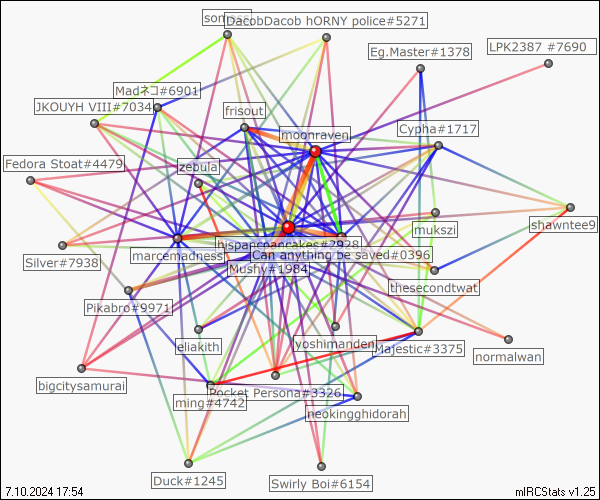 DacobDacob hORNY police#5271
Eg.Master#1378
LPK2387 #7690
Madネコ#6901
JKOUYH VIII#7034
frisout
moonraven
Cypha#1717
Fedora Stoat#4479
zebula
mukszi
shawntee9
hispancpancakes#2928
marcemadness
Can anything be saved#0396
Silver#7938
Mushy#1984
thesecondtwat
Pikabro#9971
eliakith
yoshimandenj
Majestic#3375
normalwan
bigcitysamurai
Pocket Persona#3326
ming#4742
neokingghidorah
Duck#1245
Swirly Boi#6154
7.10.2024 17:54
mIRCStats v1.25